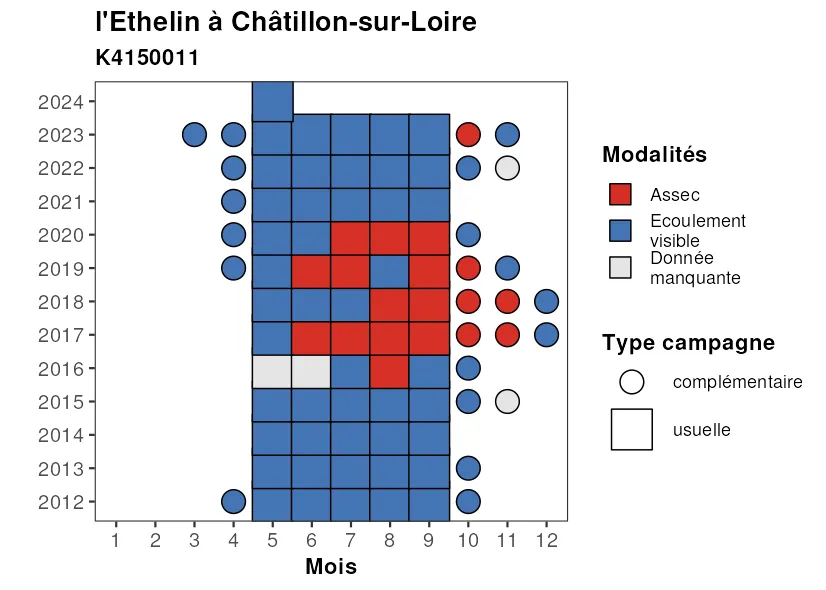 l'Ethelin à Châtillon-sur-Loire
K4150011
2024
2023
2022
2021
2020
2019
2018
2017
2016
2015
2014
2013
2012
1 2 3 4 5 6 7 8 9 10 11 12
Mois
Modalités
Assec
Ecoulement
visible
Donnée
manquante
Type campagne
complémentaire
usuelle